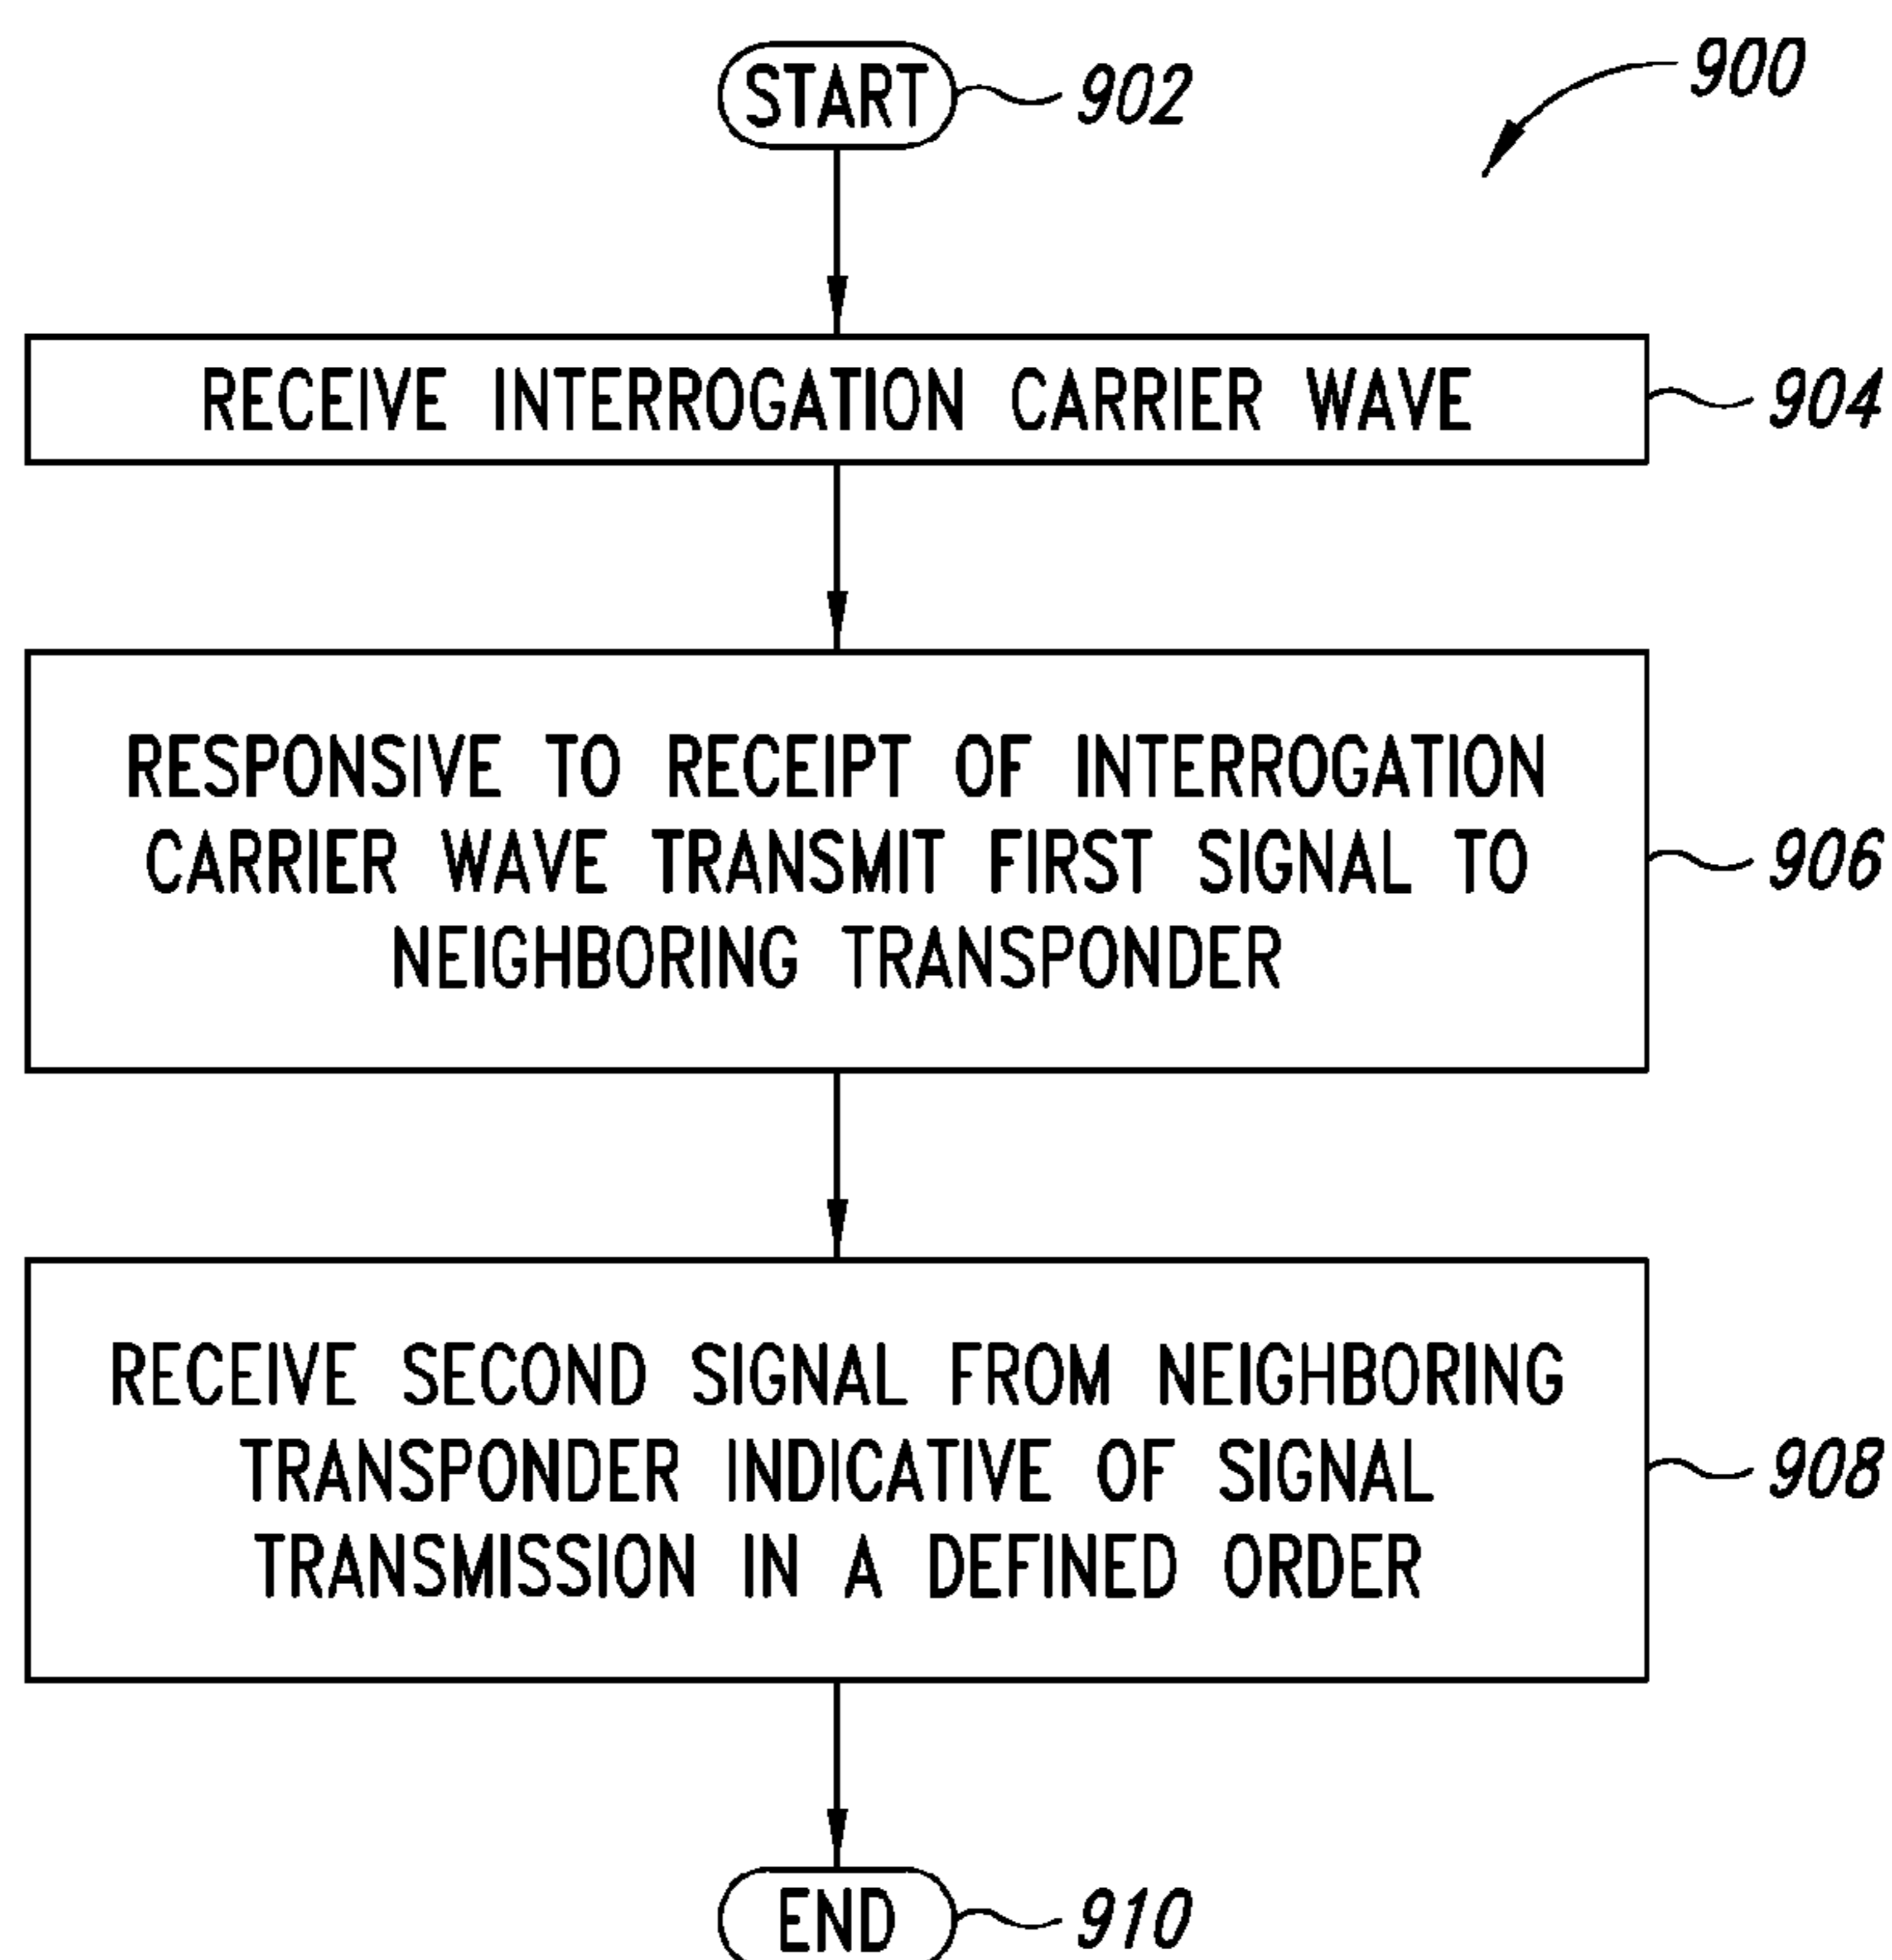 900
START 902
RECEIVE INTERROGATION CARRIER WAVE 904
RESPONSIVE TO RECEIPT OF INTERROGATION
CARRIER WAVE TRANSMIT FIRST SIGNAL TO 906
NEIGHBORING TRANSPONDER
RECEIVE SECOND SIGNAL FROM NEIGHBORING
TRANSPONDER INDICATIVE OF SIGNAL 908
TRANSMISSION IN A DEFINED ORDER
END 910